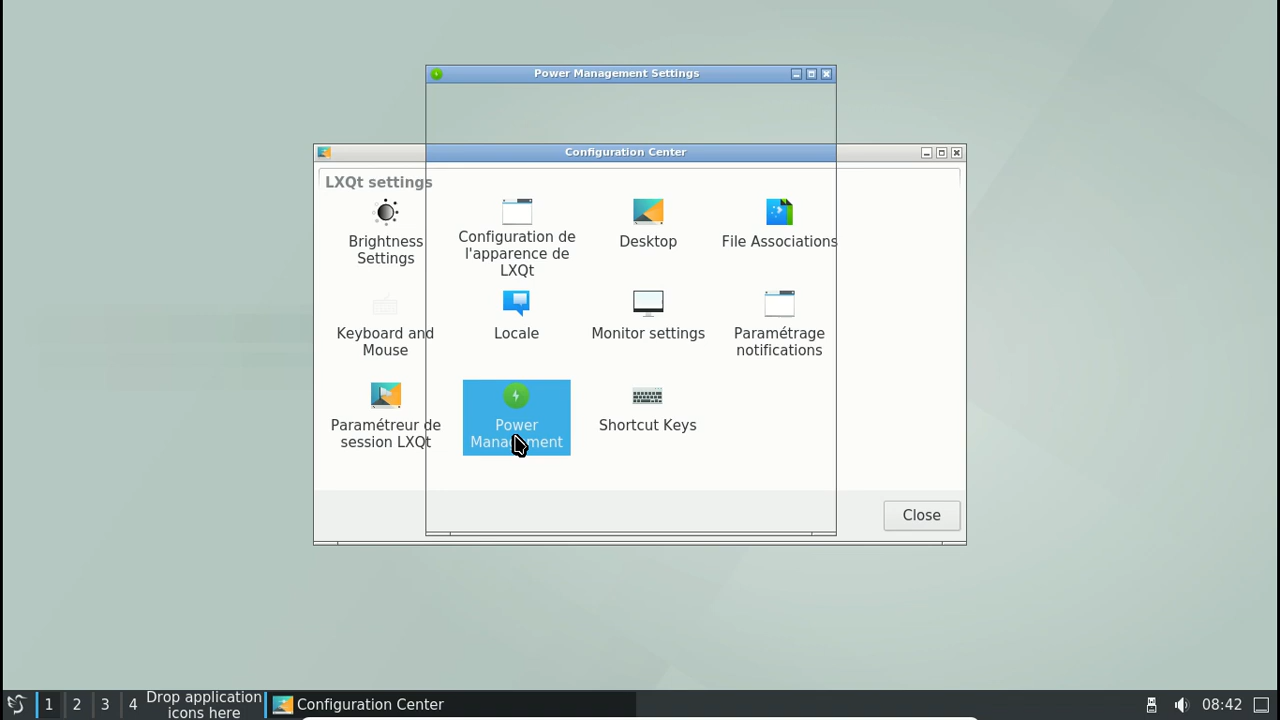 Power Management Settings
Configuration Center
LXQt settings
Brightness
Settings
Configuration de
l'apparence de
LXQt
Desktop
File Associations
Keyboard and
Mouse
Locale
Monitor settings
Paramétrage
notifications
Paramétreur de
session LXQt
Power
Management
Shortcut Keys
Close
1 2 3 4
Drop application
icons here
Configuration Center
08:42